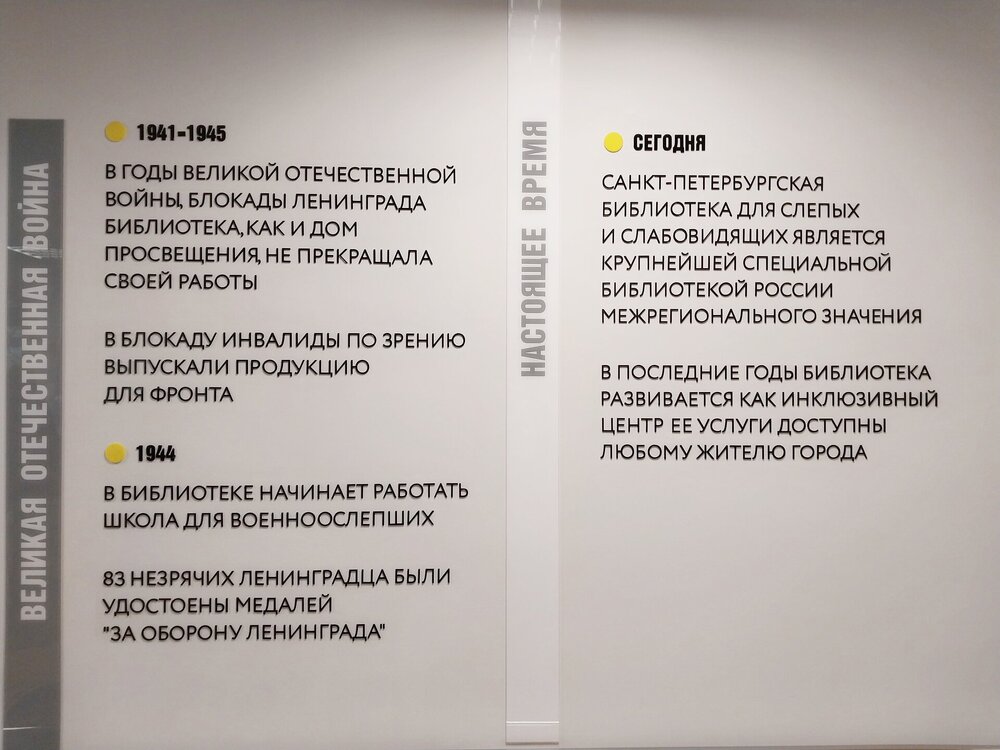 ВЕЛИКАЯ ОТЕЧЕСТВЕННАЯ ВОЙНА
1941-1945
В ГОДЫ ВЕЛИКОЙ ОТЕЧЕСТВЕННОЙ
ВОЙНЫ, БЛОКАДЫ ЛЕНИНГРАДА
БИБЛИОТЕКА, КАК И ДОМ
ПРОСВЕЩЕНИЯ, НЕ ПРЕКРАЩАЛА
СВОЕЙ РАБОТЫ
В БЛОКАДУ ИНВАЛИДЫ ПО ЗРЕНИЮ
ВЫПУСКАЛИ ПРОДУКЦИЮ
ДЛЯ ФРОНТА
1944
В БИБЛИОТЕКЕ НАЧИНАЕТ РАБОТАТЬ
ШКОЛА ДЛЯ ВОЕННООСЛЕПШИХ
83 НЕЗРЯЧИХ ЛЕНИНГРАДЦА БЫЛИ
УДОСТОЕНЫ МЕДАЛЕЙ
"ЗА ОБОРОНУ ЛЕНИНГРАДА"
НАСТОЯЩЕЕ ВРЕМЯ
СЕГОДНЯ
САНКТ-ПЕТЕРБУРГСКАЯ
БИБЛИОТЕКА ДЛЯ СЛЕПЫХ
И СЛАБОВИДЯЩИХ ЯВЛЯЕТСЯ
КРУПНЕЙШЕЙ СПЕЦИАЛЬНОЙ
БИБЛИОТЕКОЙ РОССИИ
МЕЖРЕГИОНАЛЬНОГО ЗНАЧЕНИЯ
В ПОСЛЕДНИЕ ГОДЫ БИБЛИОТЕКА
РАЗВИВАЕТСЯ КАК ИНКЛЮЗИВНЫЙ
ЦЕНТР ЕЕ УСЛУГИ ДОСТУПНЫ
ЛЮБОМУ ЖИТЕЛЮ ГОРОДА